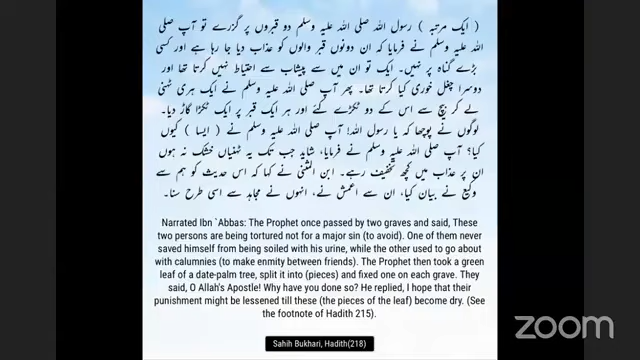 ( ایک مرتبہ ) رسول اللہ صلی اللہ علیہ وسلم دو قبروں پر گزرے تو آپ صلی
اللہ علیہ وسلم نے فرمایا کہ ان دونوں قبر والوں کو عذاب دیا جا رہا ہے اور کسی
بڑے گناہ پر نہیں۔ ایک تو ان میں سے پیشاب سے احتیاط نہیں کرتا تھا اور
دوسرا چغل خوری کیا کرتا تھا۔ پھر آپ صلی اللہ علیہ وسلم نے ایک ہری ٹہنی
لے کر بیچ سے اس کے دو ٹکڑے کئے اور ہر ایک قبر پر ایک ٹکڑا گاڑ دیا۔
لوگوں نے پوچھا کہ یا رسول اللہ! آپ صلی اللہ علیہ وسلم نے ( ایسا ) کیوں
کیا؟ آپ صلی اللہ علیہ وسلم نے فرمایا، شاید جب تک یہ ٹہنیاں خشک نہ ہوں
ان پر عذاب میں کچھ تخفیف رہے۔ ابن المثنیٰ نے کہا کہ اس حدیث کو ہم سے
وکیع نے بیان کیا، ان سے اعمش نے، انہوں نے مجاہد سے اسی طرح سنا۔
Narrated Ibn `Abbas: The Prophet once passed by two graves and said, These
two persons are being tortured not for a major sin (to avoid). One of them never
saved himself from being soiled with his urine, while the other used to go about
with calumnies (to make enmity between friends). The Prophet then took a green
leaf of a date-palm tree, split it into (pieces) and fixed one on each grave. They
said, O Allah's Apostle! Why have you done so? He replied, I hope that their
punishment might be lessened till these (the pieces of the leaf) become dry. (See
the footnote of Hadith 215).
Sahih Bukhari, Hadith(218)
zoom